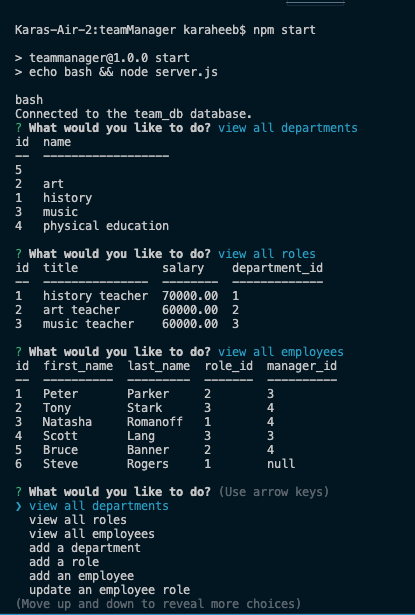 Karas-Air-2:teamManager karaheeb$ npm start
> teammanager@1.0.0 start
> echo bash && node server.js
bash
Connected to the team_db database.
? What would you like to do? view all departments
id  name
--  ------------------
5
2   art
1   history
3   music
4   physical education
? What would you like to do? view all roles
id  title            salary    department_id
--  ---------------  --------  -------------
1   history teacher  70000.00  1
2   art teacher      60000.00  2
3   music teacher    60000.00  3
? What would you like to do? view all employees
id  first_name  last_name  role_id  manager_id
--  ----------  ---------  -------  ----------
1   Peter       Parker     2        3
2   Tony        Stark      3        4
3   Natasha     Romanoff   1        4
4   Scott       Lang       3        3
5   Bruce       Banner     2        4
6   Steve       Rogers     1        null
? What would you like to do? (Use arrow keys)
❯ view all departments
  view all roles
  view all employees
  add a department
  add a role
  add an employee
  update an employee role
(Move up and down to reveal more choices)